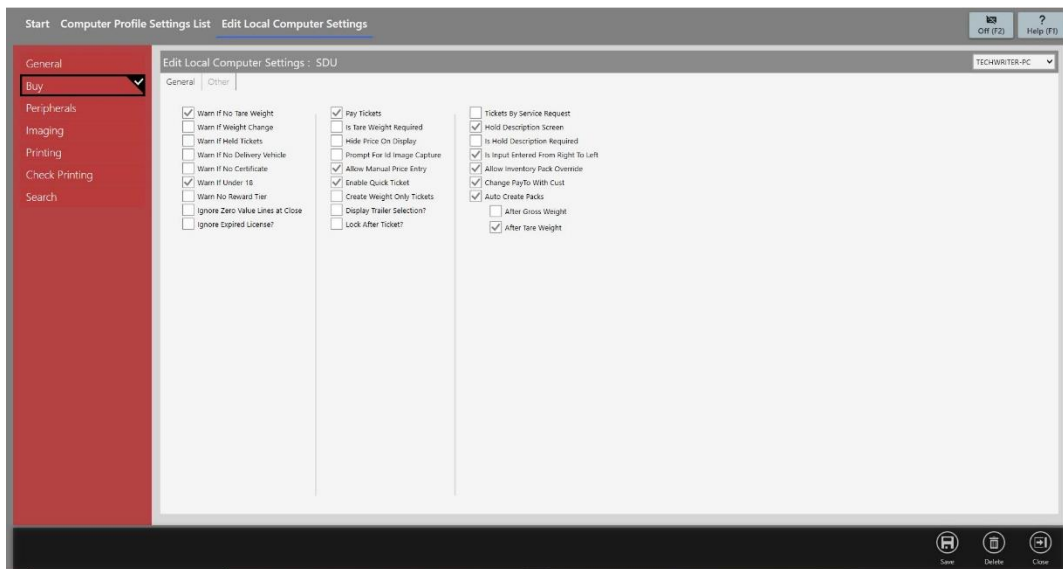 Start Computer Profile Settings List Edit Local Computer Settings
Off (F2)
? Help (F1)
General
Buy
Peripherals
Imaging
Printing
Check Printing
Search
Edit Local Computer Settings : SDU
TECHWRITER-PC
General Other
Warn If No Tare Weight
Warn If Weight Change
Warn If Held Tickets
Warn If No Delivery Vehicle
Warn If No Certificate
Warn If Under 18
Warn No Reward Tier
Ignore Zero Value Lines at Close
Ignore Expired License?
Pay Tickets
Is Tare Weight Required
Hide Price On Display
Prompt For Id Image Capture
Allow Manual Price Entry
Enable Quick Ticket
Create Weight Only Tickets
Display Trailer Selection?
Lock After Ticket?
Tickets By Service Request
Hold Description Screen
Is Hold Description Required
Is Input Entered From Right To Left
Allow Inventory Pack Override
Change PayTo With Cust
Auto Create Packs
After Gross Weight
After Tare Weight
Save
Delete
Close